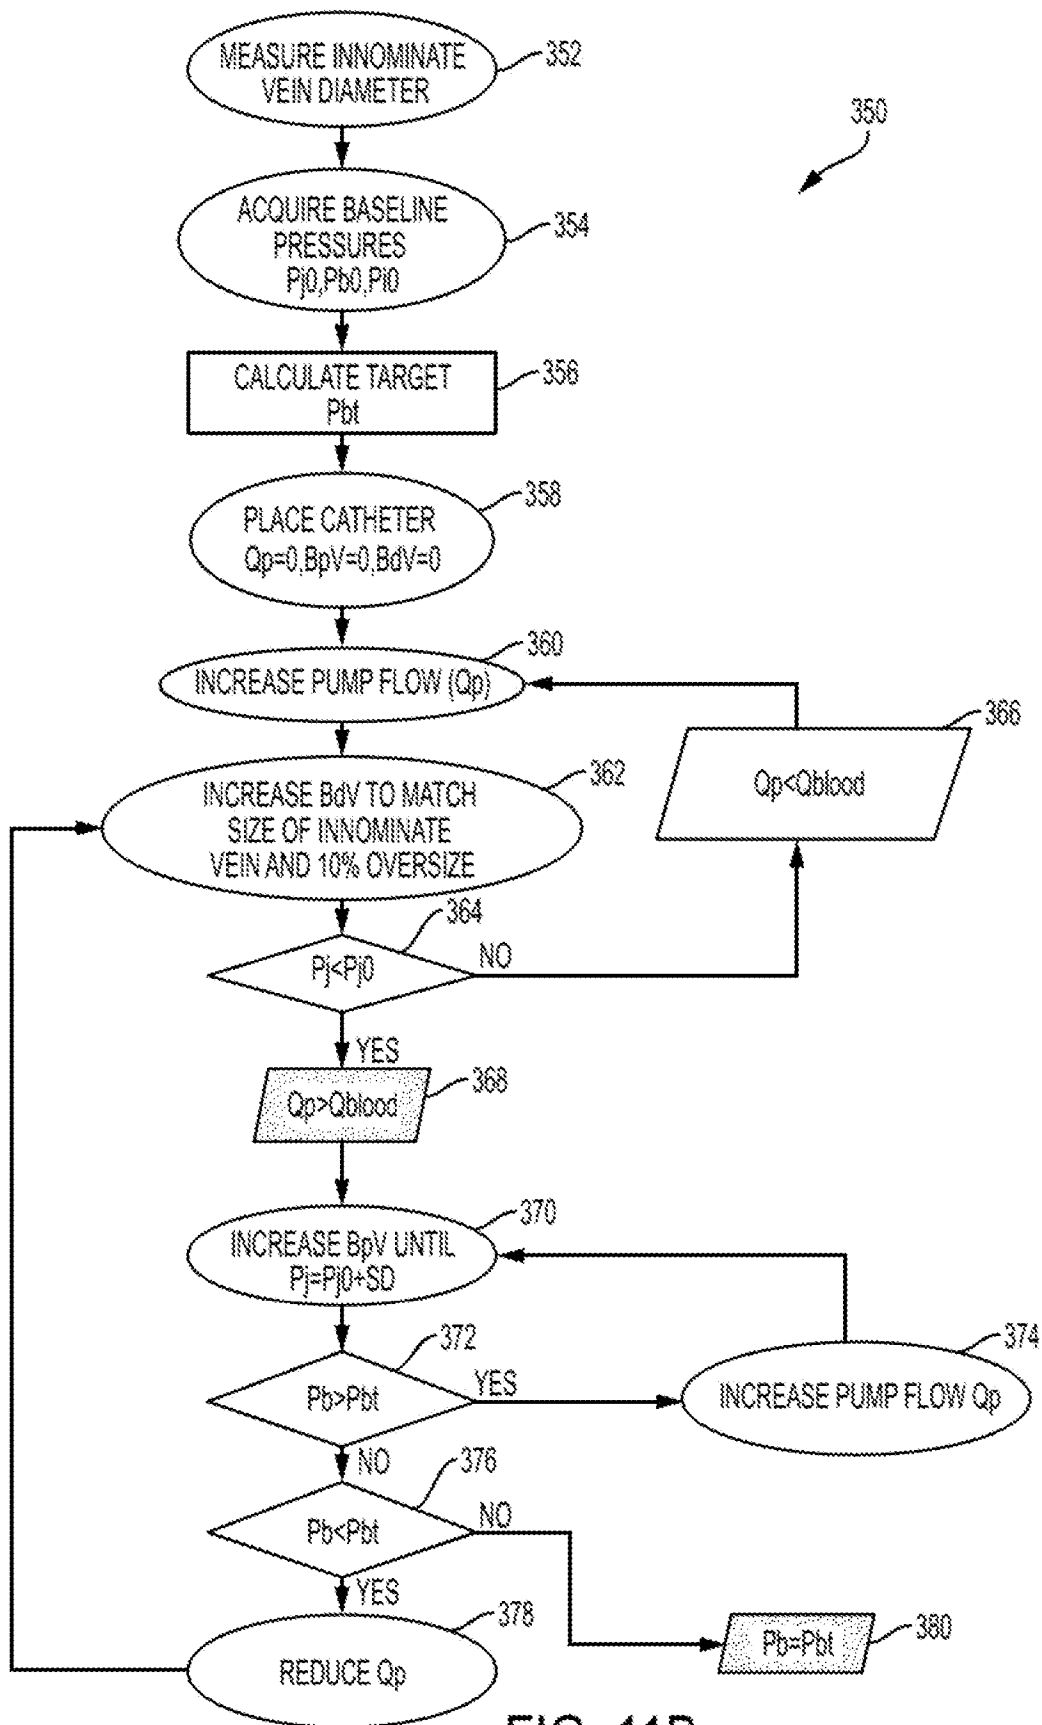 MEASURE INNOMINATE
VEIN DIAMETER
352
350
ACQUIRE BASELINE
PRESSURES
Pj0,Pb0,Pi0
354
CALCULATE TARGET
Pbt
356
PLACE CATHETER
Qp=0,BpV=0,BdV=0
358
INCREASE PUMP FLOW (Qp)
360
Qp<Qblood
366
INCREASE BdV TO MATCH
SIZE OF INNOMINATE
VEIN AND 10% OVERSIZE
362
Pj<Pj0
364
NO
YES
Qp>Qblood
368
INCREASE BpV UNTIL
Pj=Pj0+SD
370
Pb>Pbt
372
YES
INCREASE PUMP FLOW Qp
374
NO
Pb<Pbt
376
NO
YES
REDUCE Qp
378
Pb=Pbt
380
FIG. 11B